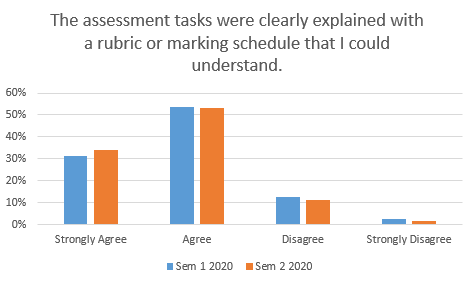 The assessment tasks were clearly explained with
a rubric or marking schedule that I could
understand.
60%
50%
40%
30%
20%
10%
0%
Strongly Agree Agree Disagree Strongly Disagree
Sem 1 2020 Sem 2 2020